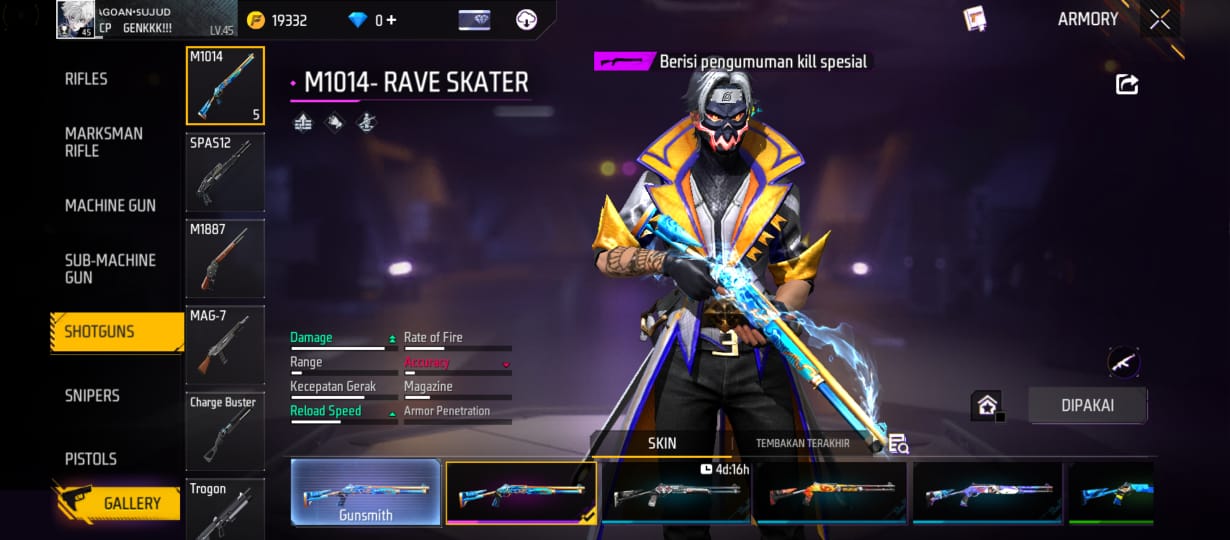 AGOAN•SUJUD
CP GENKKK!!!
45
LV.45
19332
0+
ARMORY
RIFLES
MARKSMAN
RIFLE
MACHINE GUN
SUB-MACHINE
GUN
SHOTGUNS
SNIPERS
PISTOLS
GALLERY
M1014
5
SPAS12
M1887
MAG-7
Charge Buster
Trogon
M1014- RAVE SKATER
Berisi pengumuman kill spesial
Damage
Rate of Fire
Range
Accuracy
Kecepatan Gerak
Magazine
Reload Speed
Armor Penetration
DIPAKAI
SKIN
TEMBAKAN TERAKHIR
Gunsmith
4d:16h